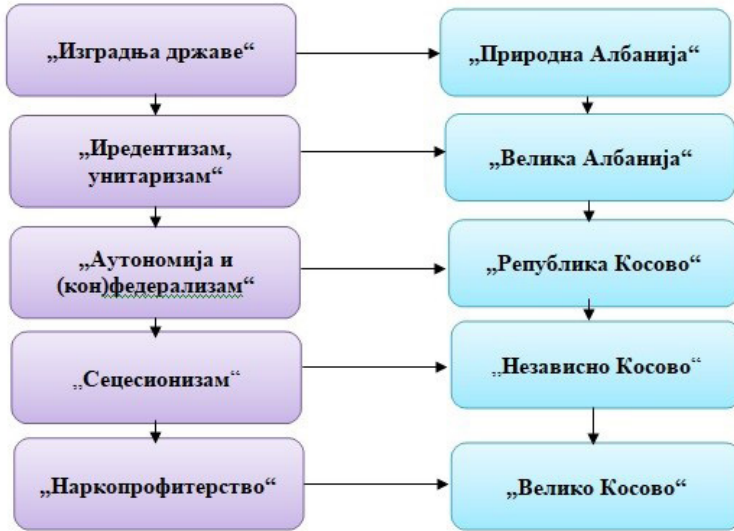 „Изградња државе“
„Природна Албанија“
„Иредентизам,
унитаризам“
„Велика Албанија“
„Аутономија и
(кон)федерализам“
„Република Косово“
„Сецесионизам“
„Независно Косово“
„Наркопрофитерство“
„Велико Косово“